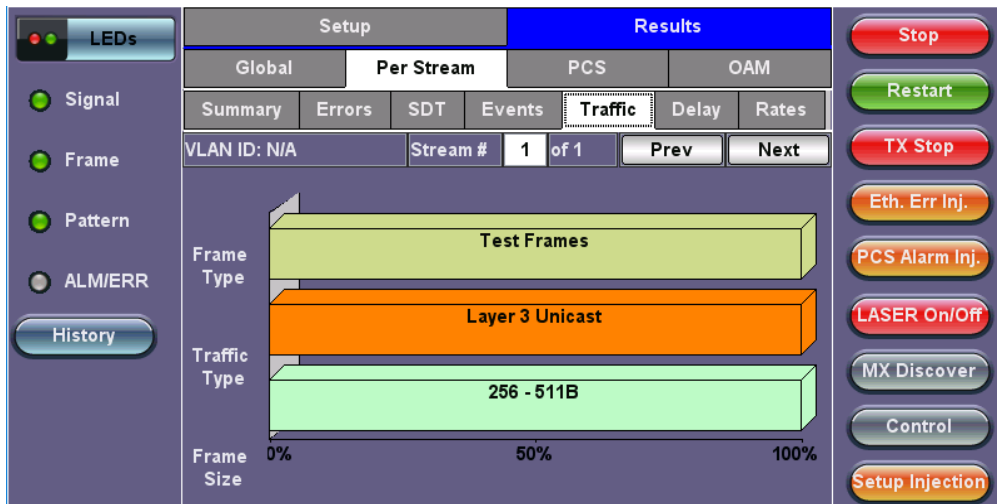 LEDs
Signal
Frame
Pattern
ALM/ERR
History
Setup Results
Global Per Stream PCS OAM
Summary Errors SDT Events Traffic Delay Rates
VLAN ID: N/A Stream # 1 of 1 Prev Next
Frame
Type
Test Frames
Traffic
Type
Layer 3 Unicast
Frame
Size
256 - 511B
0% 50% 100%
Stop
Restart
TX Stop
Eth. Err Inj.
PCS Alarm Inj.
LASER On/Off
MX Discover
Control
Setup Injection